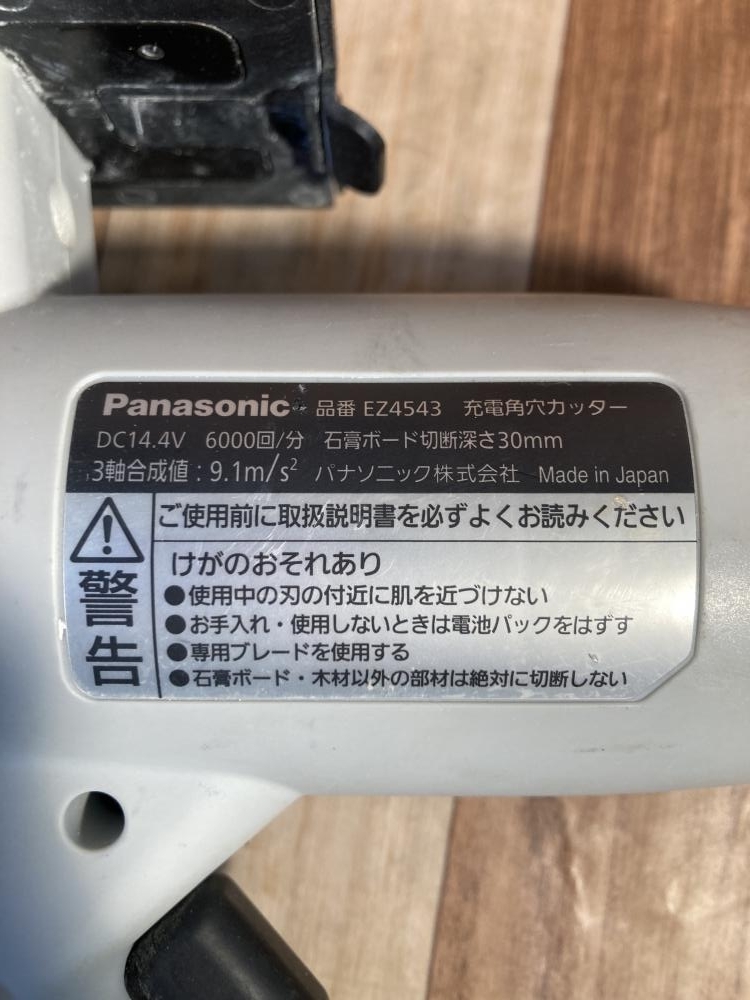 Panasonic 品番 EZ4543 充電角穴カッター
DC14.4V 6000回/分 石膏ボード切断深さ30mm
3軸合成値：9.1m/s² パナソニック株式会社 Made in Japan
警告
ご使用前に取扱説明書を必ずよくお読みください
けがのおそれあり
●使用中の刃の付近に肌を近づけない
●お手入れ・使用しないときは電池パックをはずす
●専用ブレードを使用する
●石膏ボード・木材以外の部材は絶対に切断しない